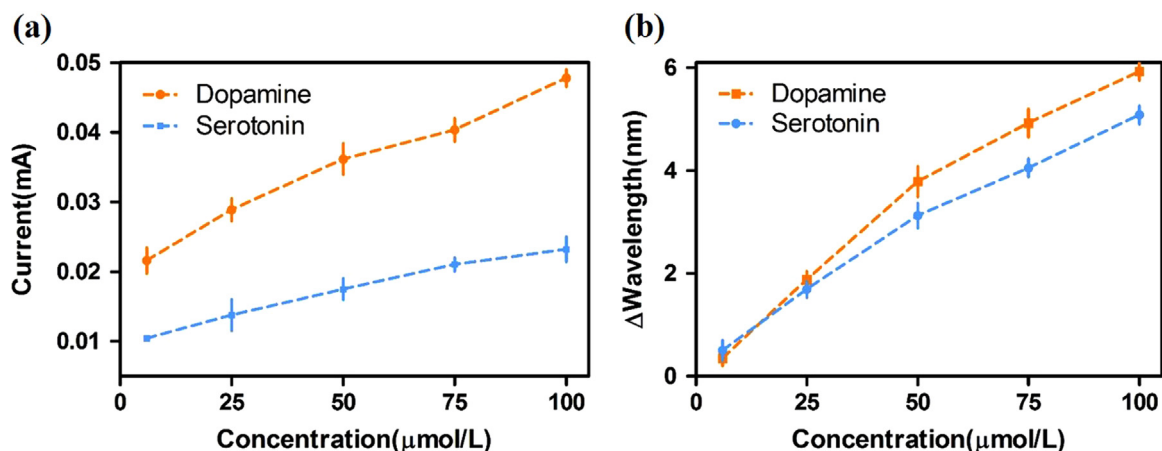 (a)
Current(mA)
0.05
0.04
0.03
0.02
0.01
Dopamine
Serotonin
0
25
50
75
100
Concentration(μmol/L)
(b)
ΔWavelength(nm)
6
4
2
0
Dopamine
Serotonin
0
25
50
75
100
Concentration(μmol/L)